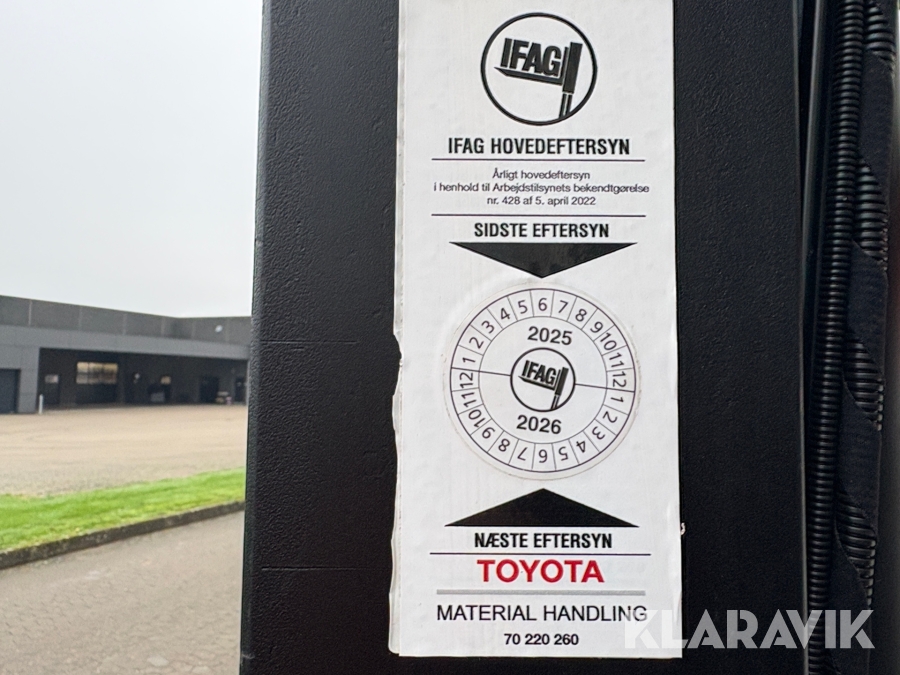 IFAG
IFAG HOVEDEFTERSYN
Årligt hovedeftersyn
i henhold til Arbejdstilsynets bekendtgørelse
nr. 428 af 5. april 2022
SIDSTE EFTERSYN
1 2 3 4 5 6 7 8 9 10 11 12
2025
IFAG
2026
1 2 3 4 5 6 7 8 9 10 11 12
NÆSTE EFTERSYN
TOYOTA
MATERIAL HANDLING
70 220 260
KLARAVIK